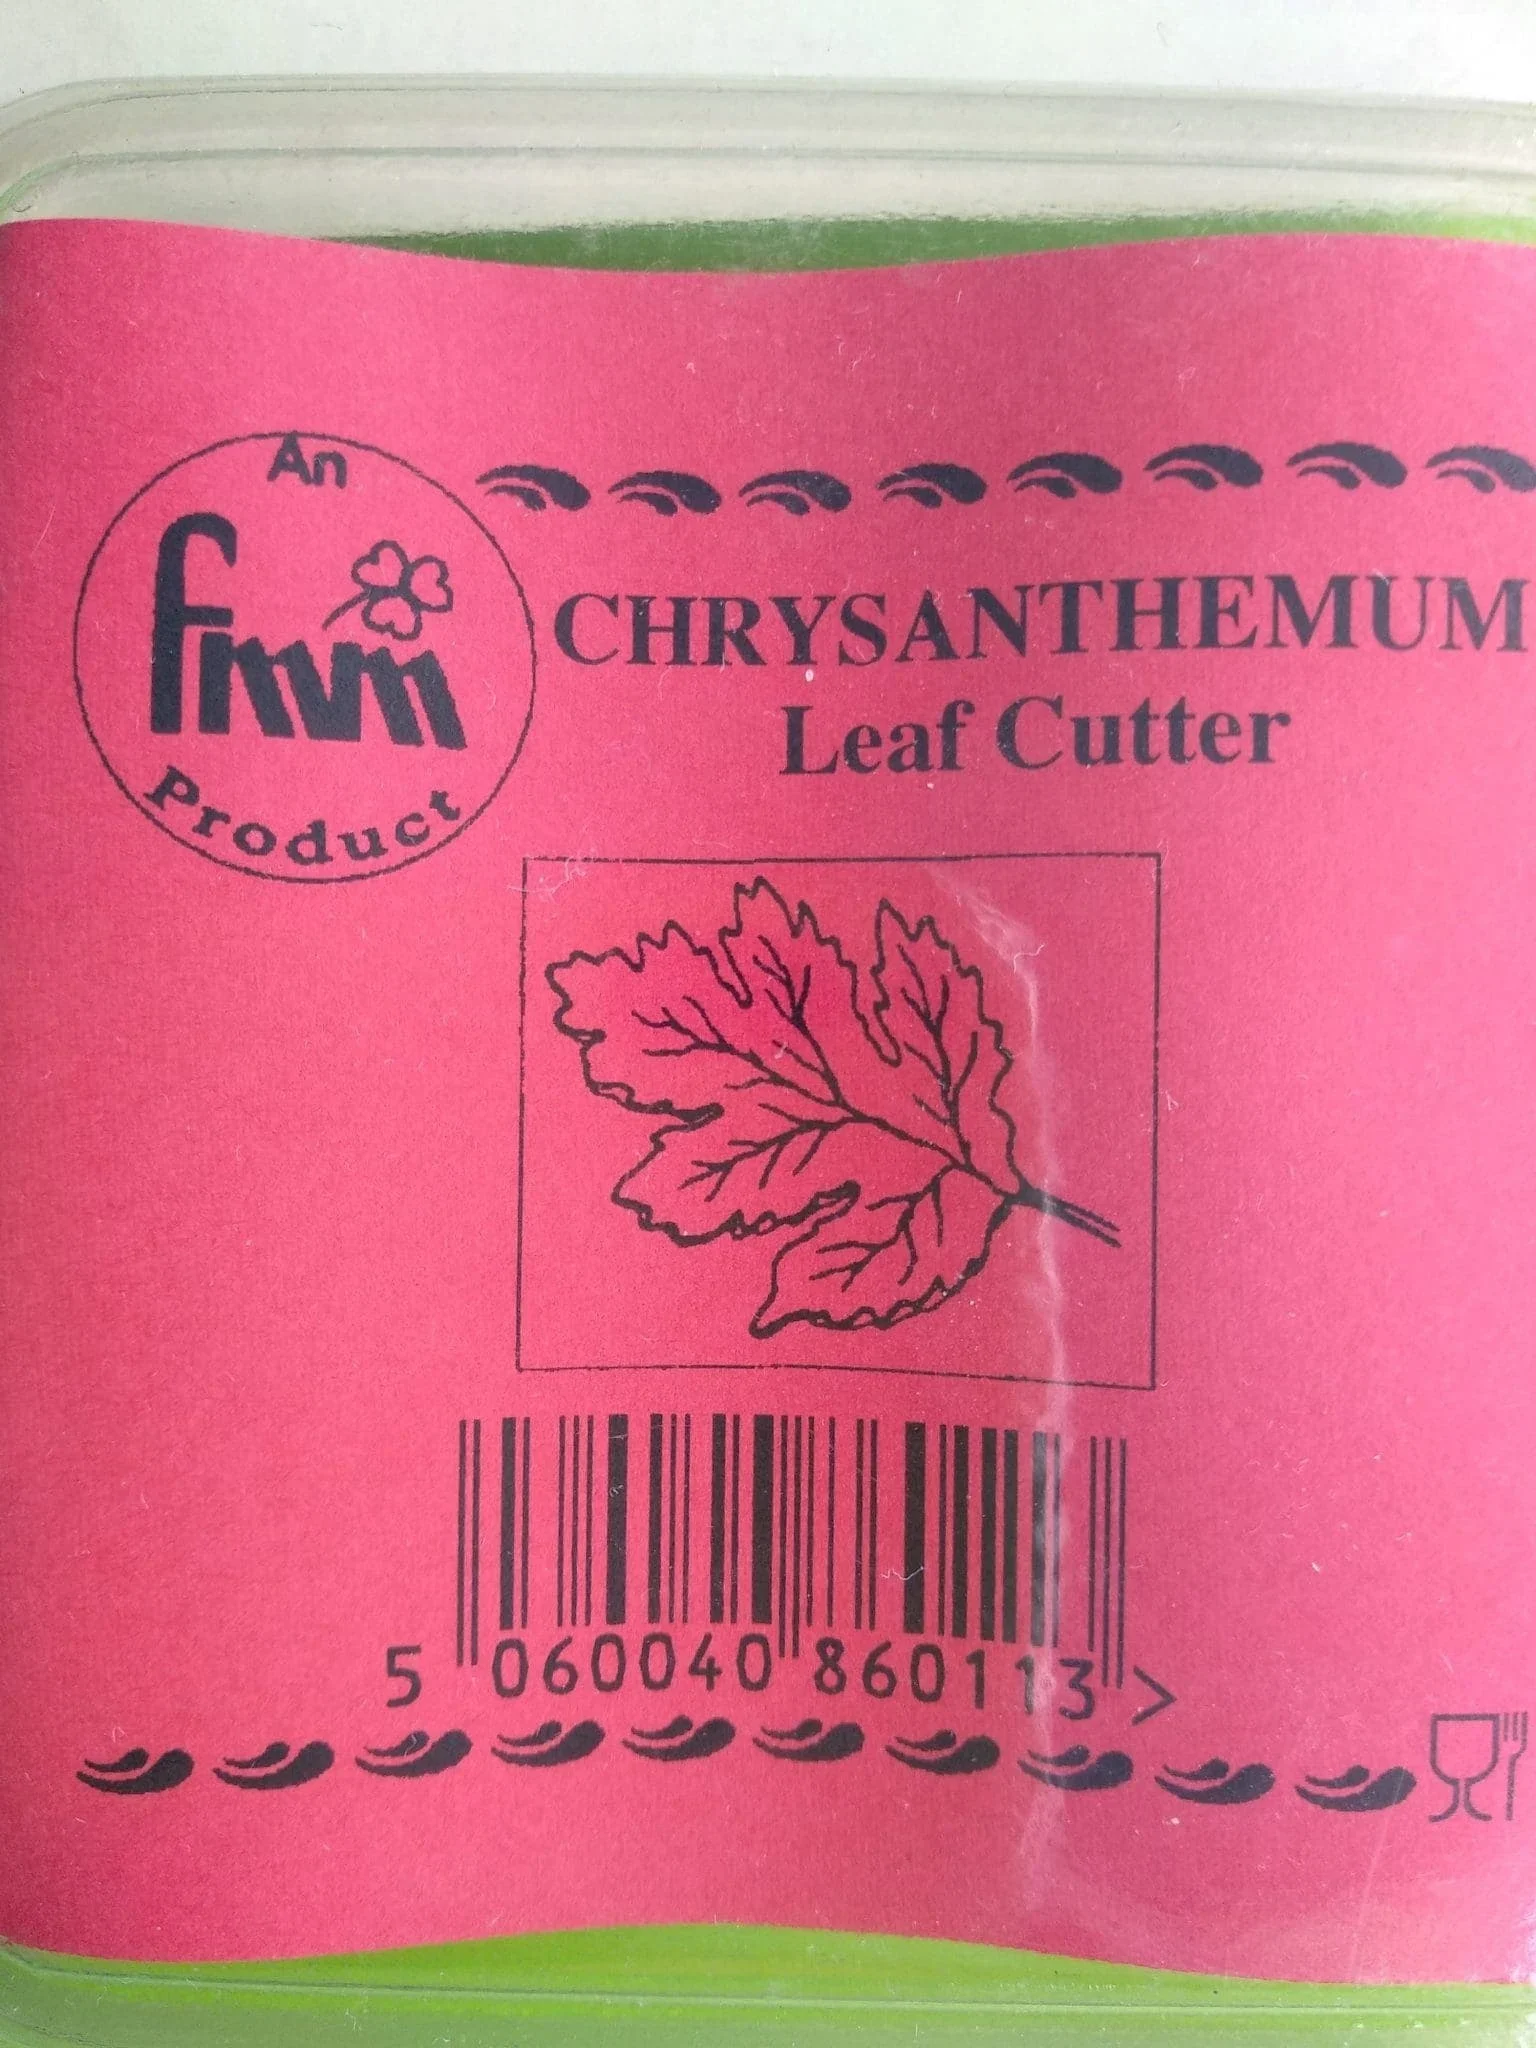 An
fmm
Product
CHRYSANTHEMUM
Leaf Cutter
5 060040 860113 >